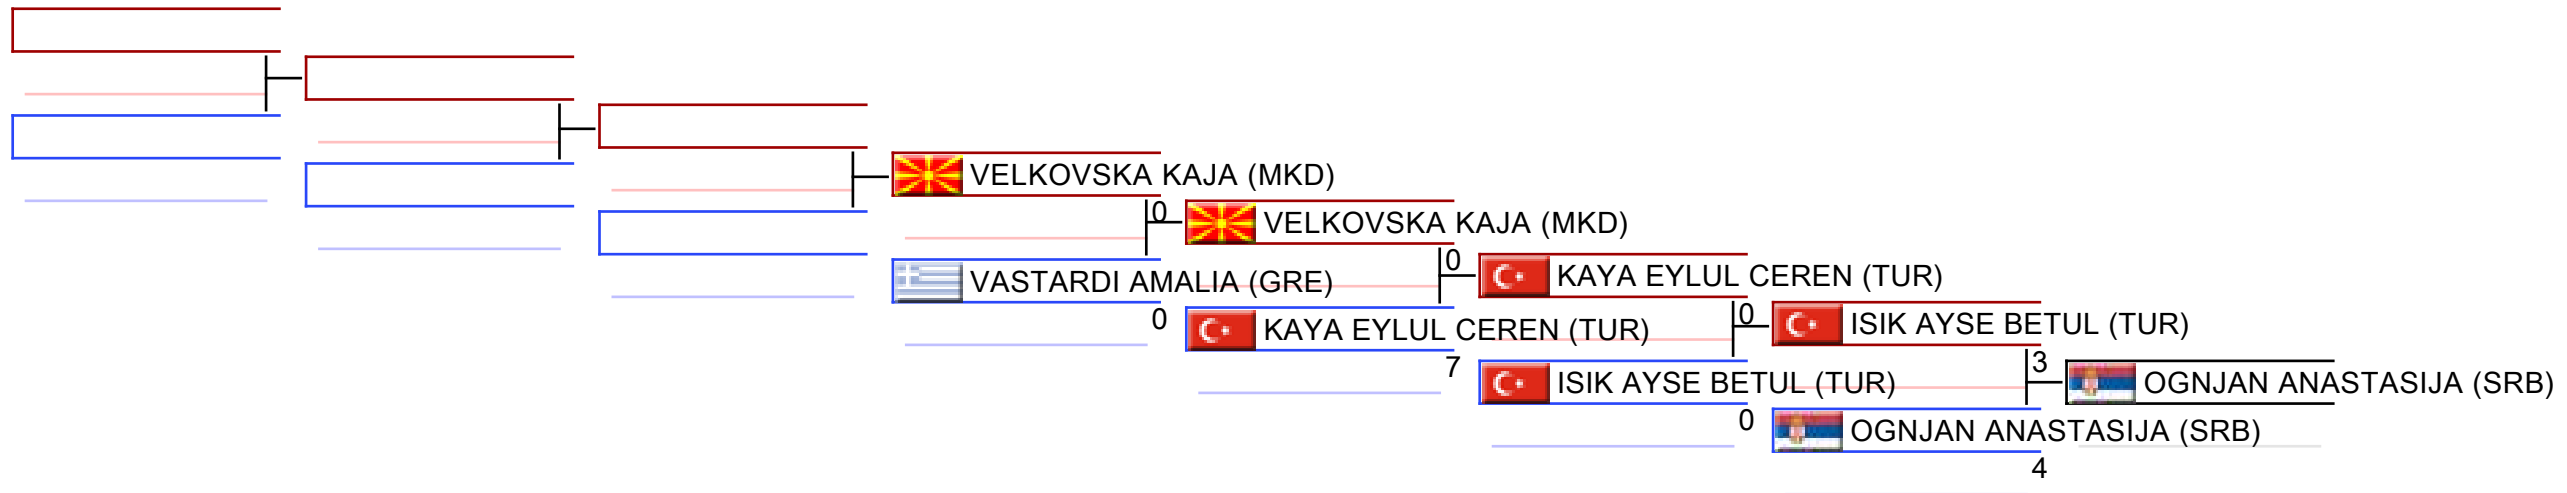 VELKOVSKA KAJA (MKD)
0
VELKOVSKA KAJA (MKD)
0
VASTARDI AMALIA (GRE)
0
KAYA EYLUL CEREN (TUR)
0
KAYA EYLUL CEREN (TUR)
7
ISIK AYSE BETUL (TUR)
3
ISIK AYSE BETUL (TUR)
0
OGNJAN ANASTASIJA (SRB)
OGNJAN ANASTASIJA (SRB)
4